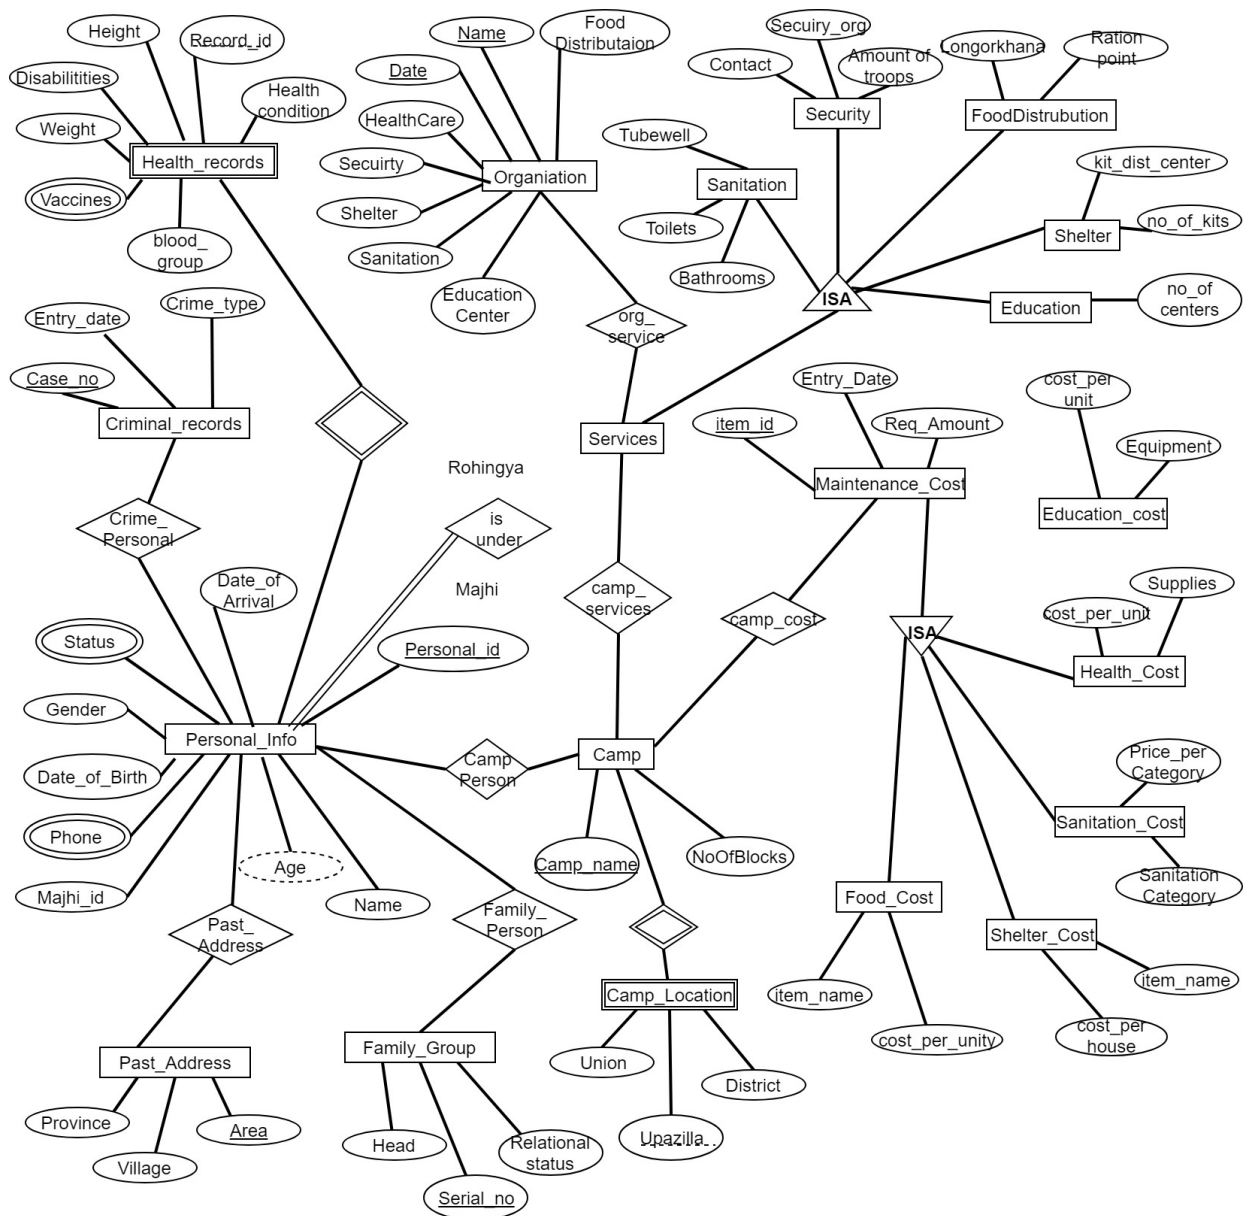 Height
Record_id
Disabilitities
Health
condition
Weight
Health_records
Vaccines
blood_
group
Name
Food
Distributaion
Date
HealthCare
Secuirty
Organiation
Shelter
Sanitation
Education
Center
org_
service
Secuiry_org
Contact
Amount of
troops
Security
Longorkhana
Ration
point
FoodDistrubution
Tubewell
Sanitation
Toilets
Bathrooms
kit_dist_center
no_of_kits
Shelter
ISA
Education
no_of
centers
Crime_type
Entry_date
Case_no
Criminal_records
Crime_
Personal
Services
Entry_Date
item_id
Req_Amount
Maintenance_Cost
cost_per
unit
Equipment
Education_cost
Rohingya
is
under
Majhi
camp_
services
camp_cost
ISA
Supplies
cost_per_unit
Health_Cost
Date_of
Arrival
Status
Personal_id
Gender
Personal_Info
Date_of_Birth
Phone
Majhi_id
Age
Name
Camp
Person
Camp
Camp_name
NoOfBlocks
Price_per
Category
Sanitation_Cost
Sanitation
Category
Food_Cost
Shelter_Cost
item_name
item_name
cost_per_unity
cost_per
house
Past_
Address
Family_
Person
Camp_Location
Union
District
Upazilla
Past_Address
Province
Area
Village
Family_Group
Head
Relational
status
Serial_no